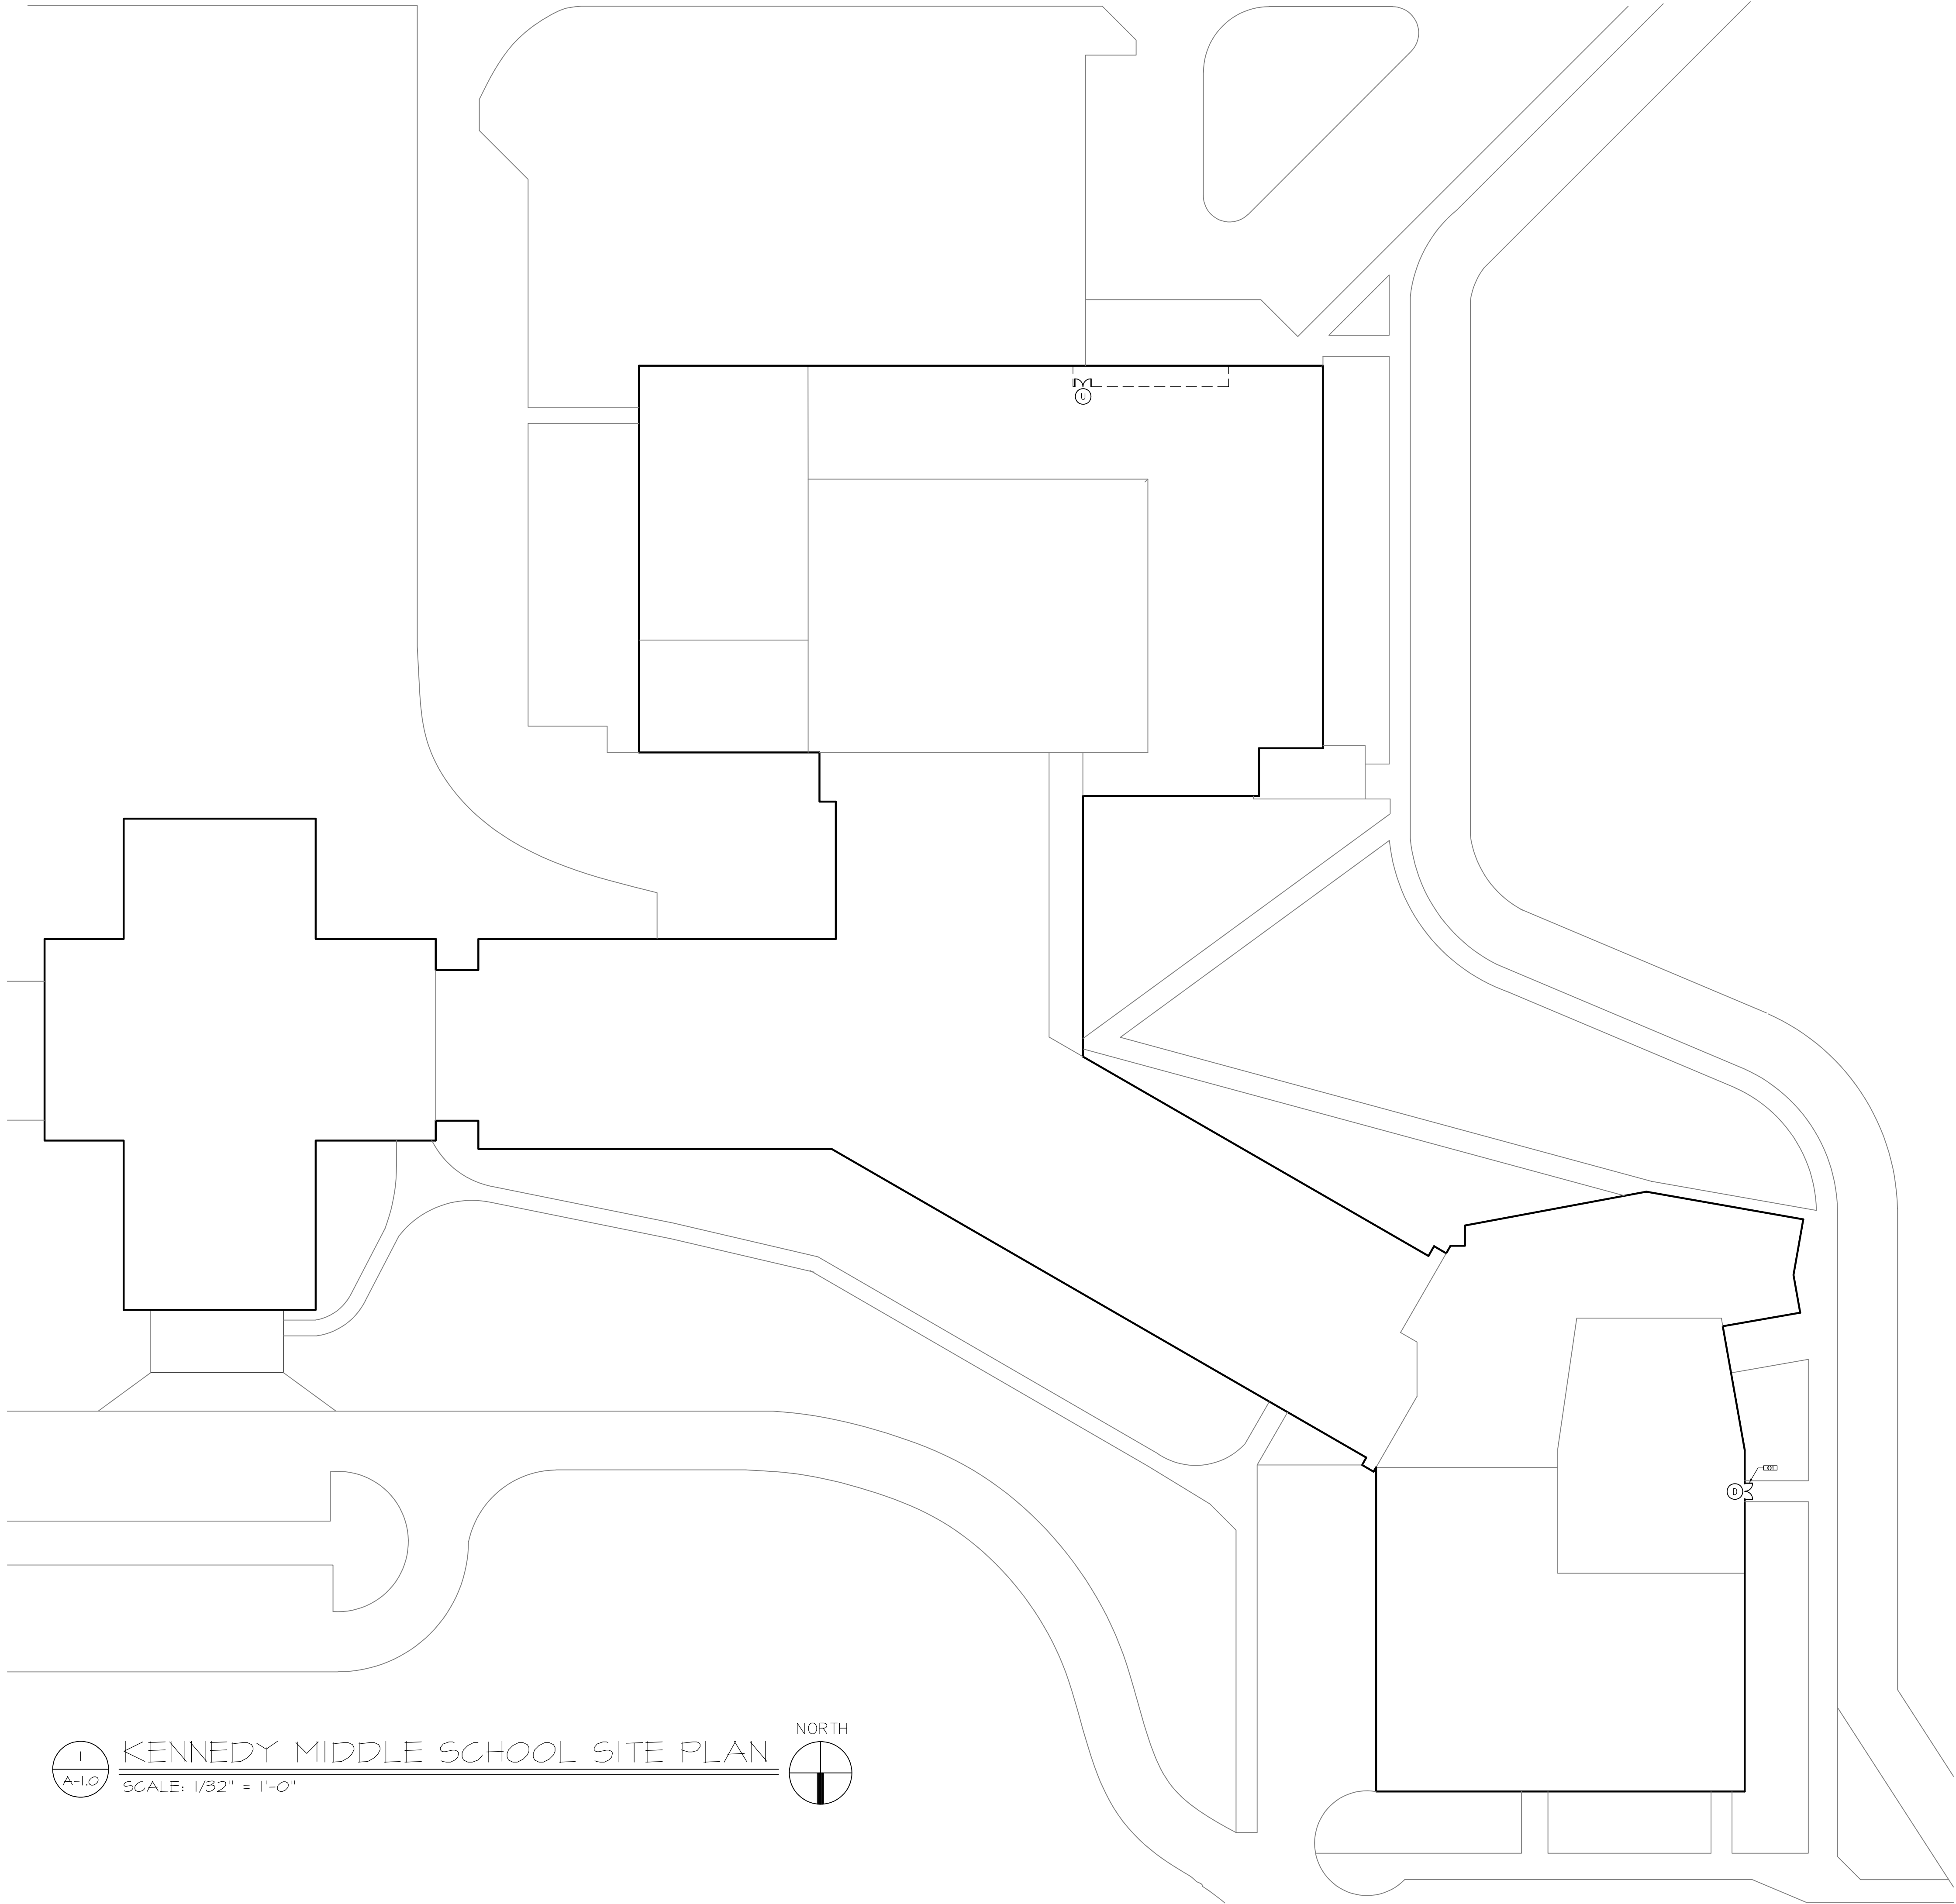 U
D
NORTH
1
A-1.0
KENNEDY MIDDLE SCHOOL SITE PLAN
SCALE: 1/32" = 1'-0"